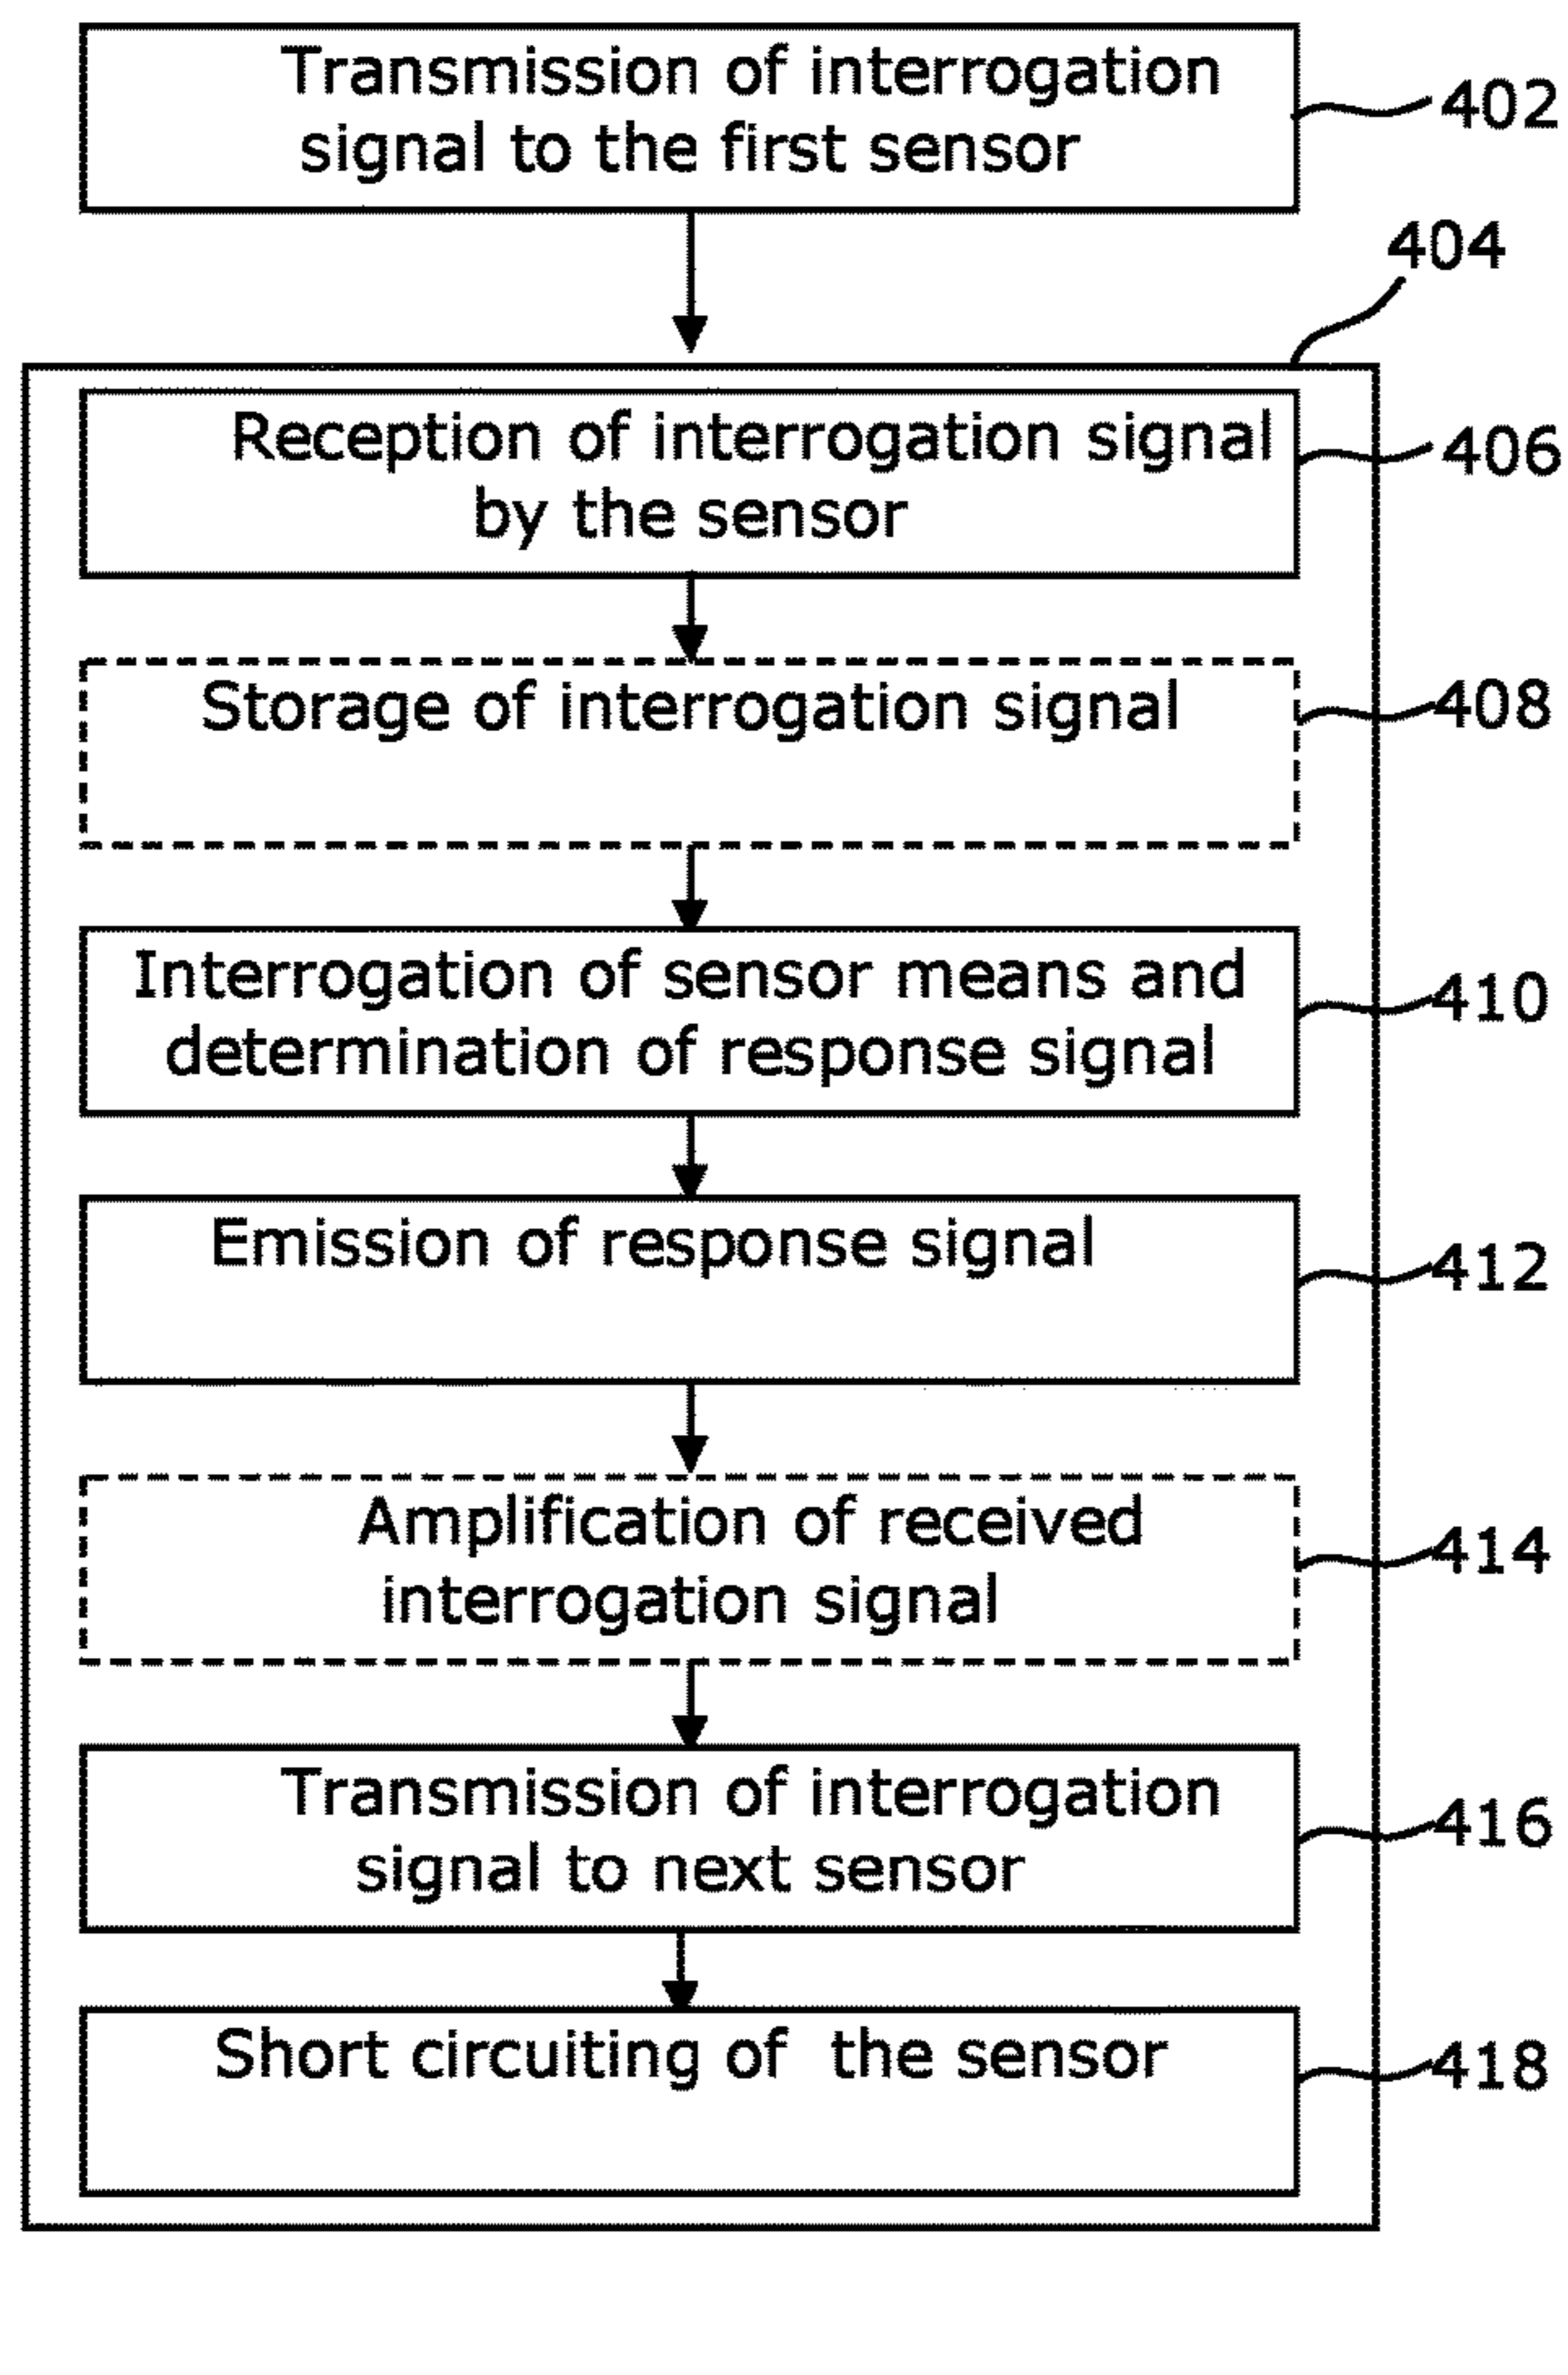 Transmission of interrogation
signal to the first sensor
402
404
Reception of interrogation signal
by the sensor
406
Storage of interrogation signal
408
Interrogation of sensor means and
determination of response signal
410
Emission of response signal
412
Amplification of received
interrogation signal
414
Transmission of interrogation
signal to next sensor
416
Short circuiting of the sensor
418